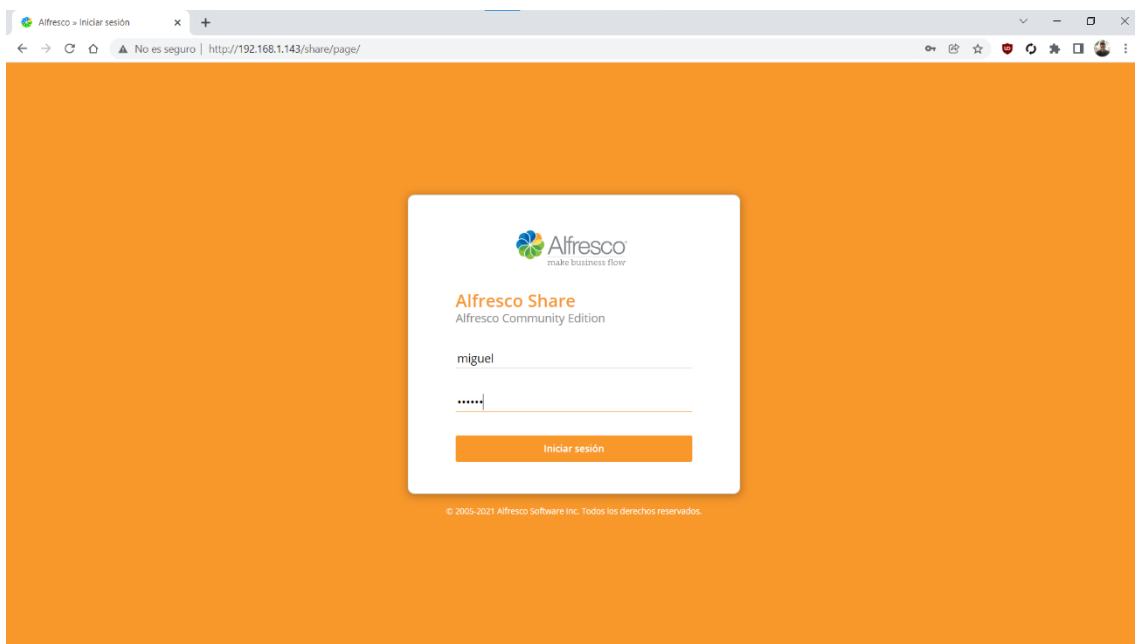 Alfresco » Iniciar sesión
No es seguro | http://192.168.1.143/share/page/
Alfresco
make business flow
Alfresco Share
Alfresco Community Edition
miguel
••••••
Iniciar sesión
© 2005-2021 Alfresco Software Inc. Todos los derechos reservados.